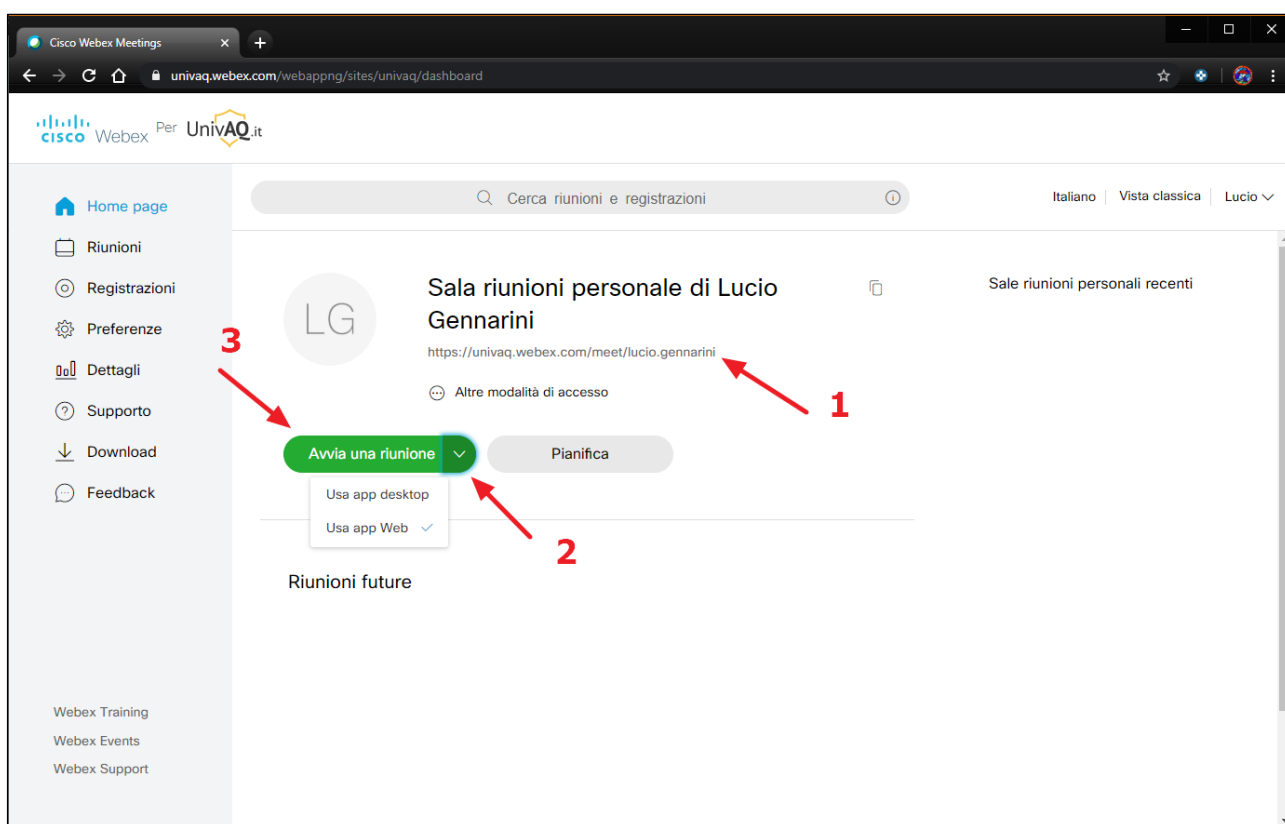 Cisco Webex Meetings
univaq.webex.com/webappng/sites/univaq/dashboard
cisco Webex Per UnivAQ.it
Cerca riunioni e registrazioni
Italiano Vista classica Lucio
Home page
Riunioni
Registrazioni
Preferenze
Dettagli
Supporto
Download
Feedback
LG
Sala riunioni personale di Lucio
Gennarini
https://univaq.webex.com/meet/lucio.gennarini
Altre modalità di accesso
Sale riunioni personali recenti
3
1
Avvia una riunione
Pianifica
Usa app desktop
Usa app Web
2
Riunioni future
Webex Training
Webex Events
Webex Support